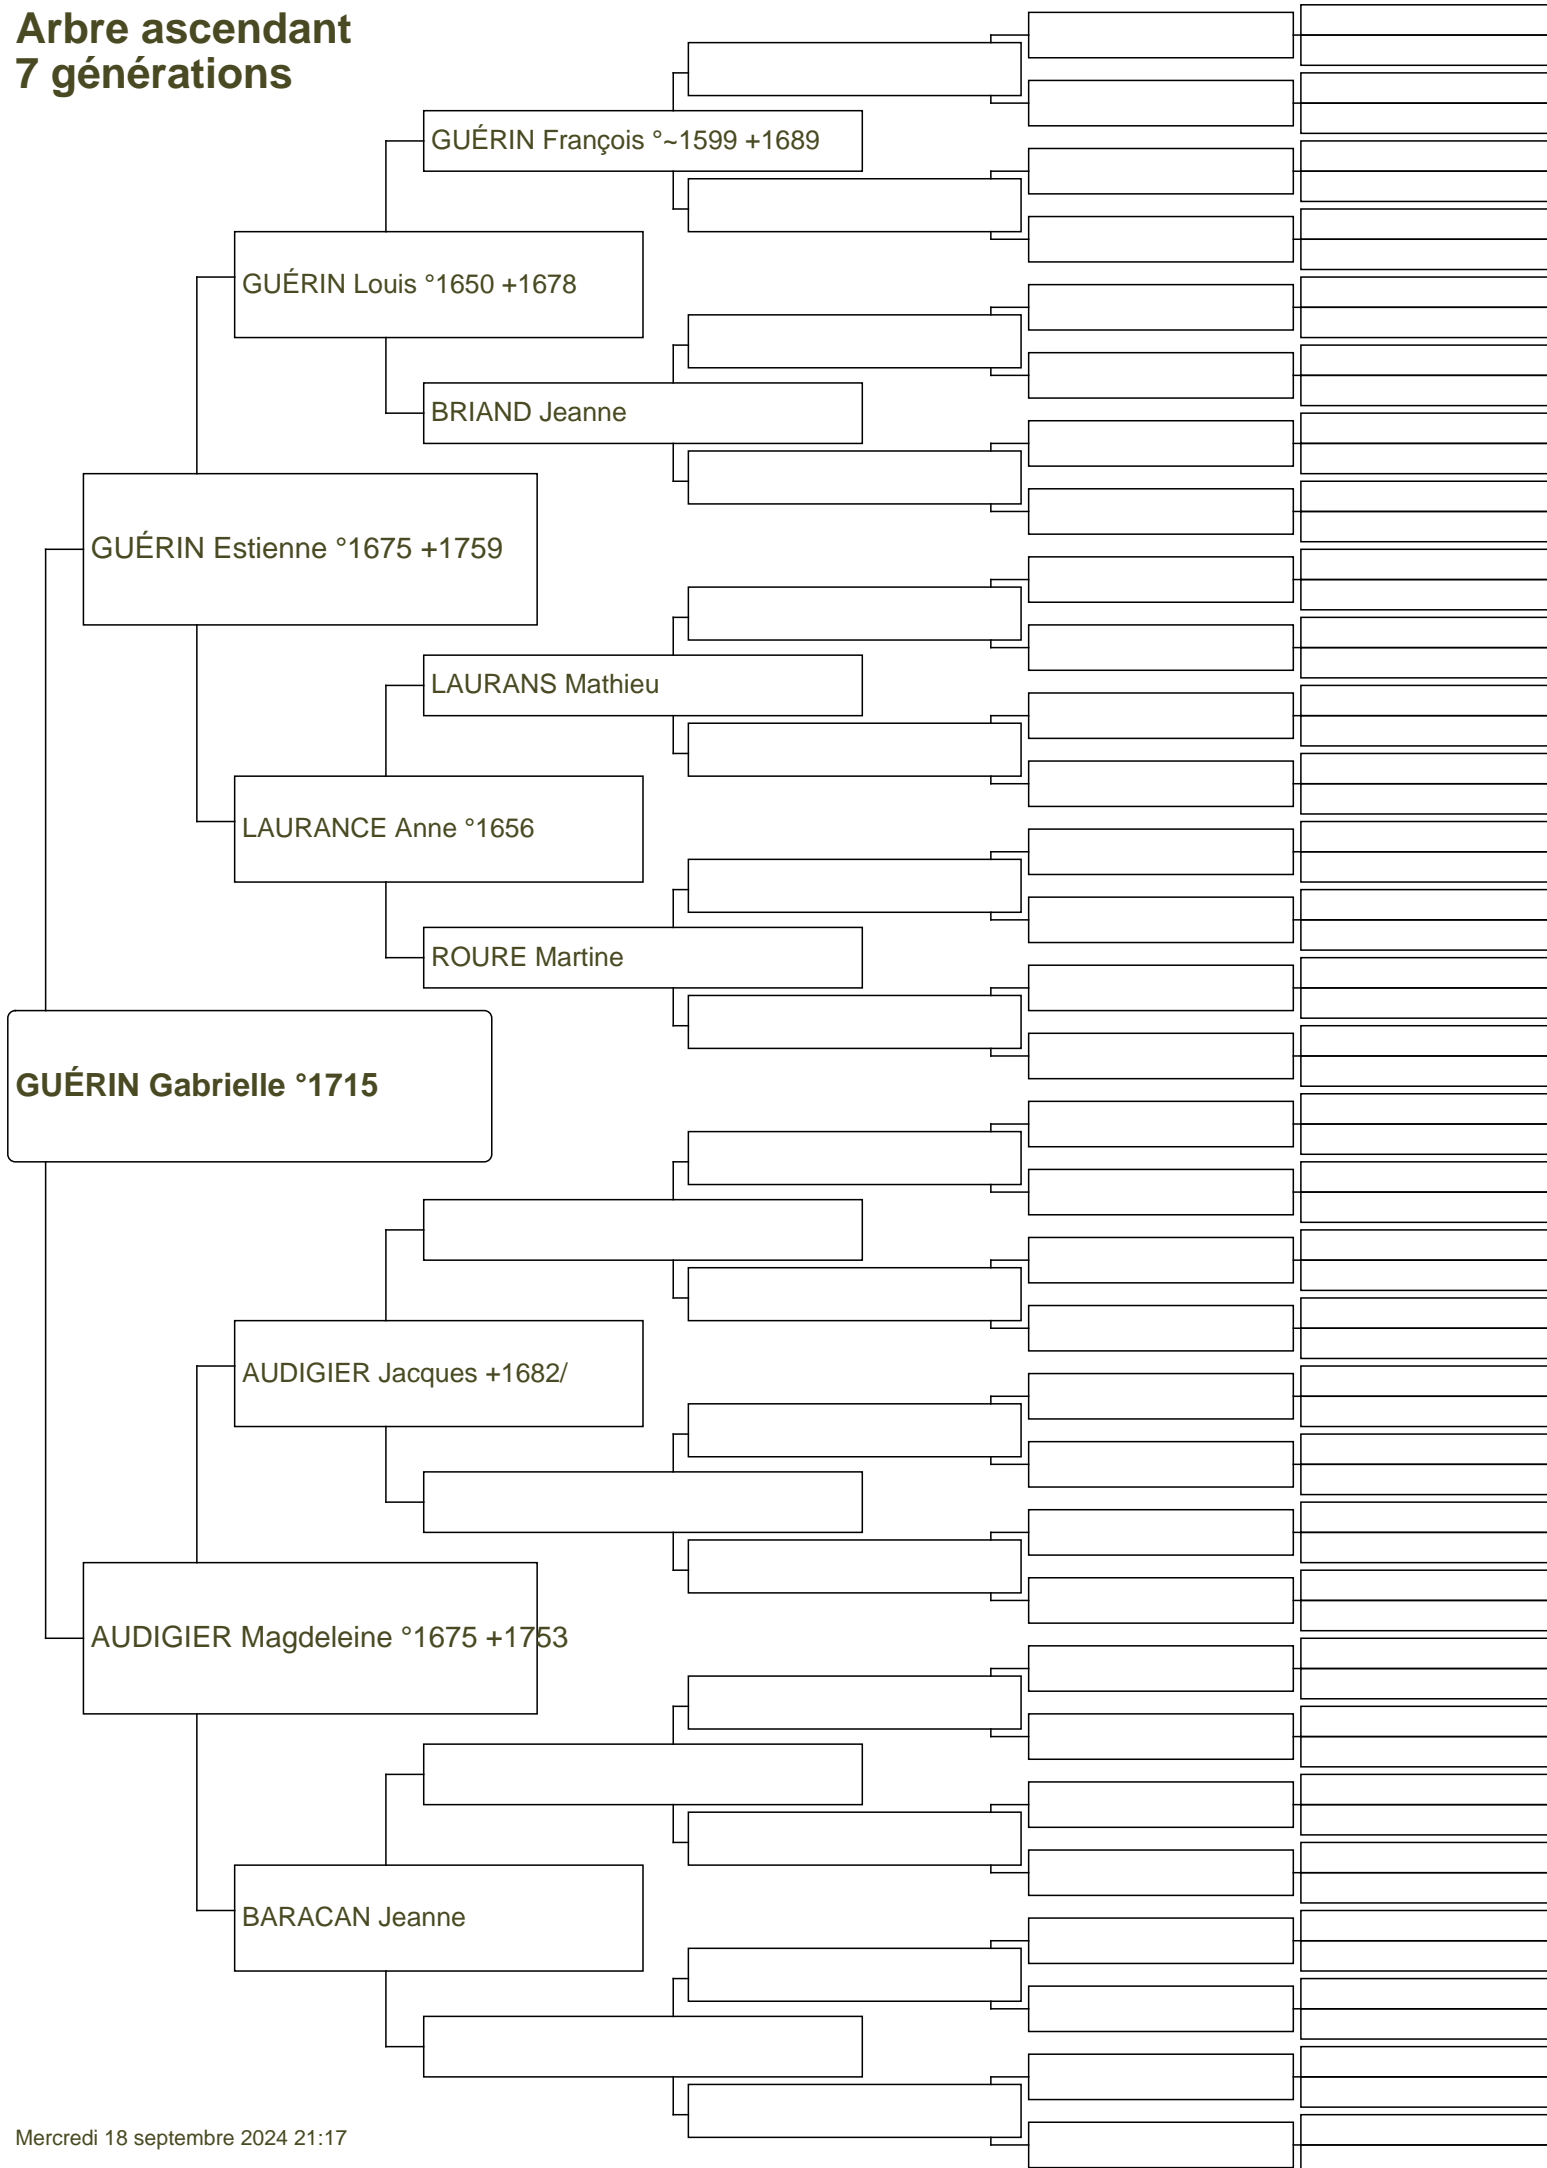 Arbre ascendant
7 générations
GUÉRIN François °~1599 +1689
GUÉRIN Louis °1650 +1678
BRIAND Jeanne
GUÉRIN Estienne °1675 +1759
LAURANS Mathieu
LAURANCE Anne °1656
ROURE Martine
GUÉRIN Gabrielle °1715
AUDIGIER Jacques +1682/
AUDIGIER Magdeleine °1675 +1753
BARACAN Jeanne
Mercredi 18 septembre 2024 21:17